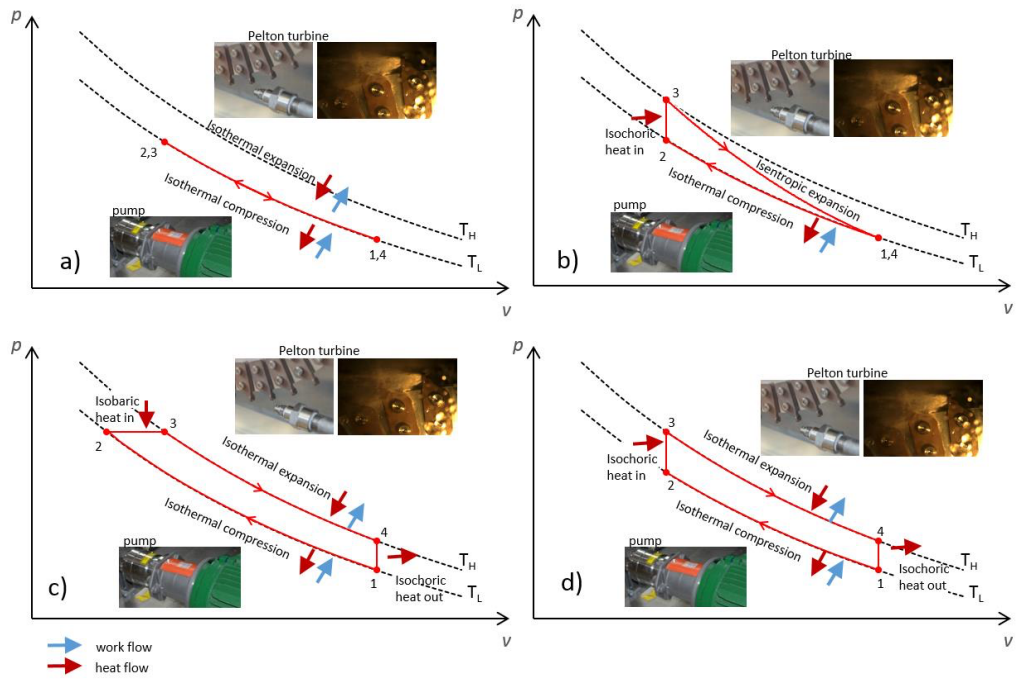 p
Pelton turbine
Isothermal expansion
2,3
Isothermal compression
pump
1,4
T_H
T_L
a)
v
p
Pelton turbine
3
Isochoric
heat in
2
Isentropic expansion
Isothermal compression
pump
1,4
T_H
T_L
b)
v
p
Pelton turbine
Isobaric
heat in
3
2
Isothermal expansion
Isothermal compression
4
pump
1
Isochoric
heat out
T_H
T_L
c)
v
p
Pelton turbine
3
Isochoric
heat in
2
Isothermal expansion
Isothermal compression
4
pump
1
Isochoric
heat out
T_H
T_L
d)
v
work flow
heat flow